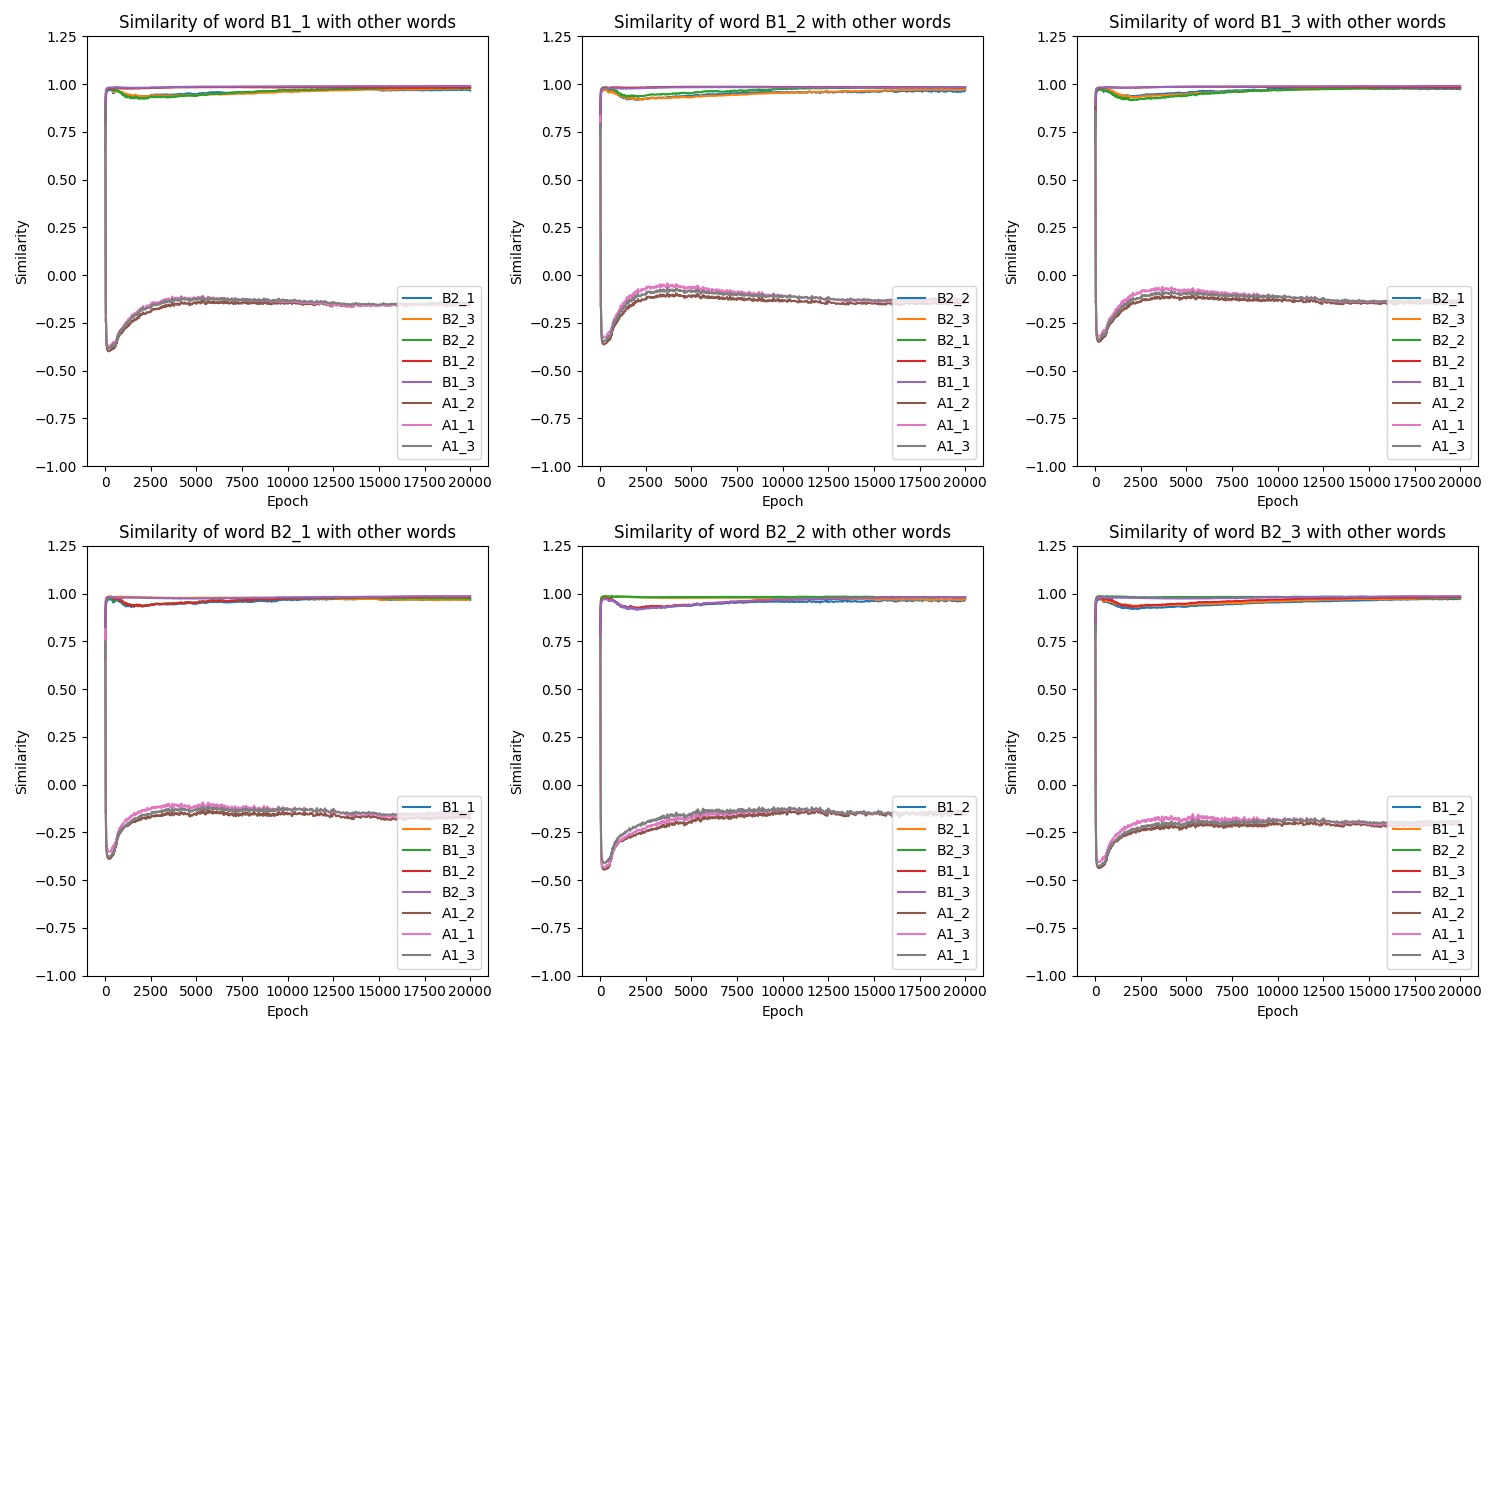 Similarity of word B1_1 with other words
1.25
1.00
0.75
0.50
0.25
0.00
−0.25
−0.50
−0.75
−1.00
Similarity
0 2500 5000 7500 10000 12500 15000 17500 20000
Epoch
B2_1
B2_3
B2_2
B1_2
B1_3
A1_2
A1_1
A1_3
Similarity of word B1_2 with other words
1.25
1.00
0.75
0.50
0.25
0.00
−0.25
−0.50
−0.75
−1.00
Similarity
0 2500 5000 7500 10000 12500 15000 17500 20000
Epoch
B2_2
B2_3
B2_1
B1_3
B1_1
A1_2
A1_1
A1_3
Similarity of word B1_3 with other words
1.25
1.00
0.75
0.50
0.25
0.00
−0.25
−0.50
−0.75
−1.00
Similarity
0 2500 5000 7500 10000 12500 15000 17500 20000
Epoch
B2_1
B2_3
B2_2
B1_2
B1_1
A1_2
A1_1
A1_3
Similarity of word B2_1 with other words
1.25
1.00
0.75
0.50
0.25
0.00
−0.25
−0.50
−0.75
−1.00
Similarity
0 2500 5000 7500 10000 12500 15000 17500 20000
Epoch
B1_1
B2_2
B1_3
B1_2
B2_3
A1_2
A1_1
A1_3
Similarity of word B2_2 with other words
1.25
1.00
0.75
0.50
0.25
0.00
−0.25
−0.50
−0.75
−1.00
Similarity
0 2500 5000 7500 10000 12500 15000 17500 20000
Epoch
B1_2
B2_1
B2_3
B1_1
B1_3
A1_2
A1_3
A1_1
Similarity of word B2_3 with other words
1.25
1.00
0.75
0.50
0.25
0.00
−0.25
−0.50
−0.75
−1.00
Similarity
0 2500 5000 7500 10000 12500 15000 17500 20000
Epoch
B1_2
B1_1
B2_2
B1_3
B2_1
A1_2
A1_1
A1_3